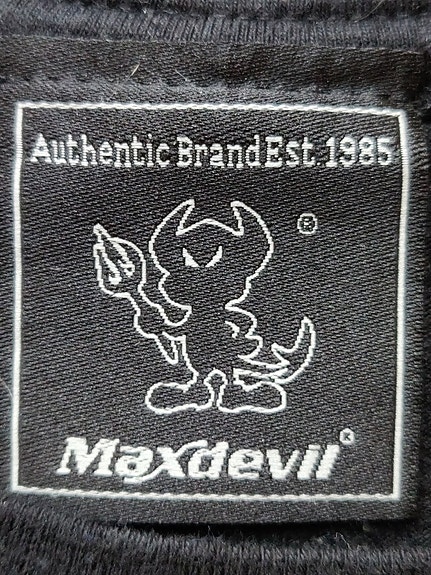 Authentic Brand Est. 1985
®
Maxdevil®